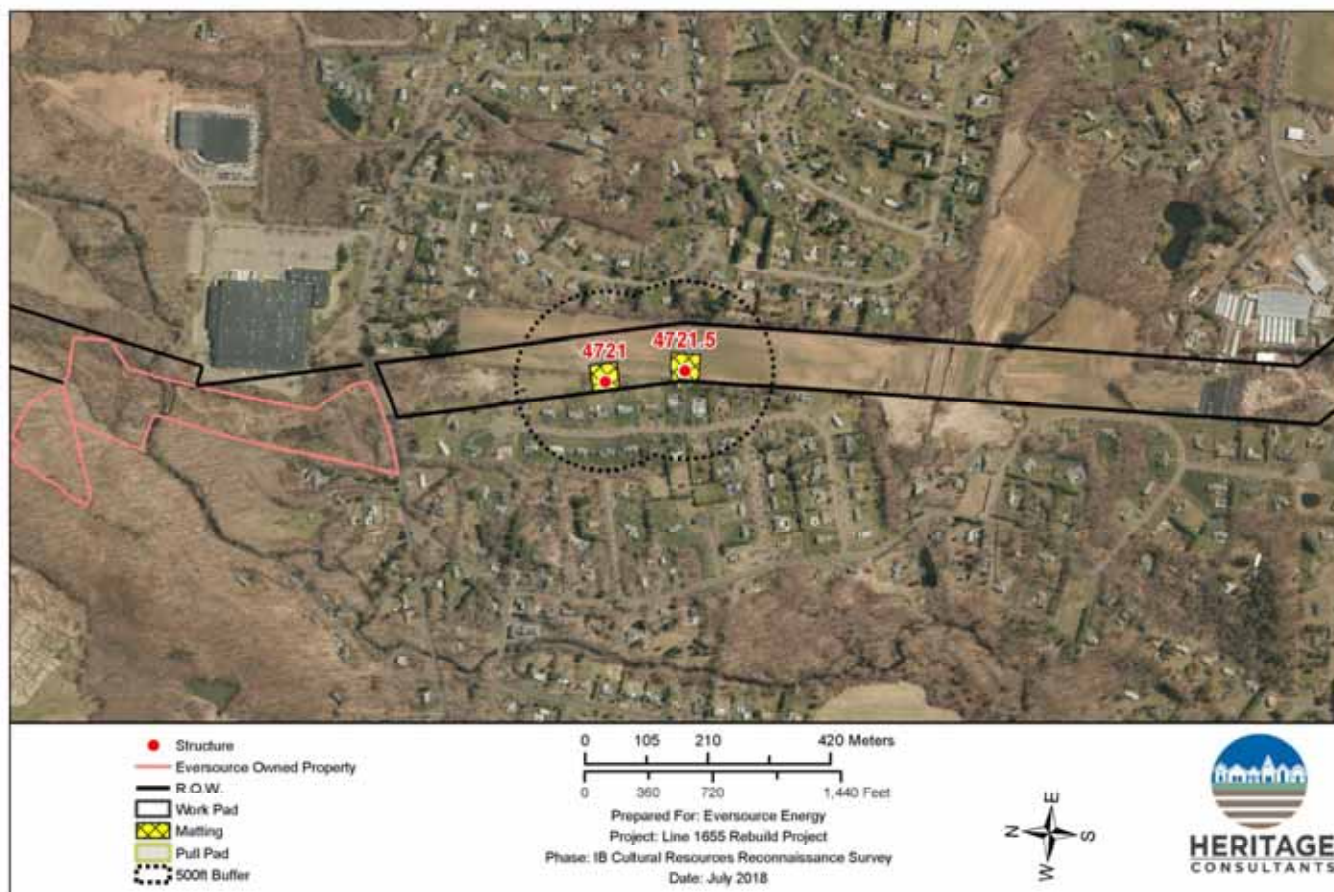 4721
4721.5
Structure
Eversource Owned Property
R.O.W.
Work Pad
Matting
Pull Pad
500ft Buffer
0 105 210 420 Meters
0 360 720 1,440 Feet
Prepared For: Eversource Energy
Project: Line 1655 Rebuild Project
Phase: IB Cultural Resources Reconnaissance Survey
Date: July 2018
E
N
S
W
HERITAGE
CONSULTANTS